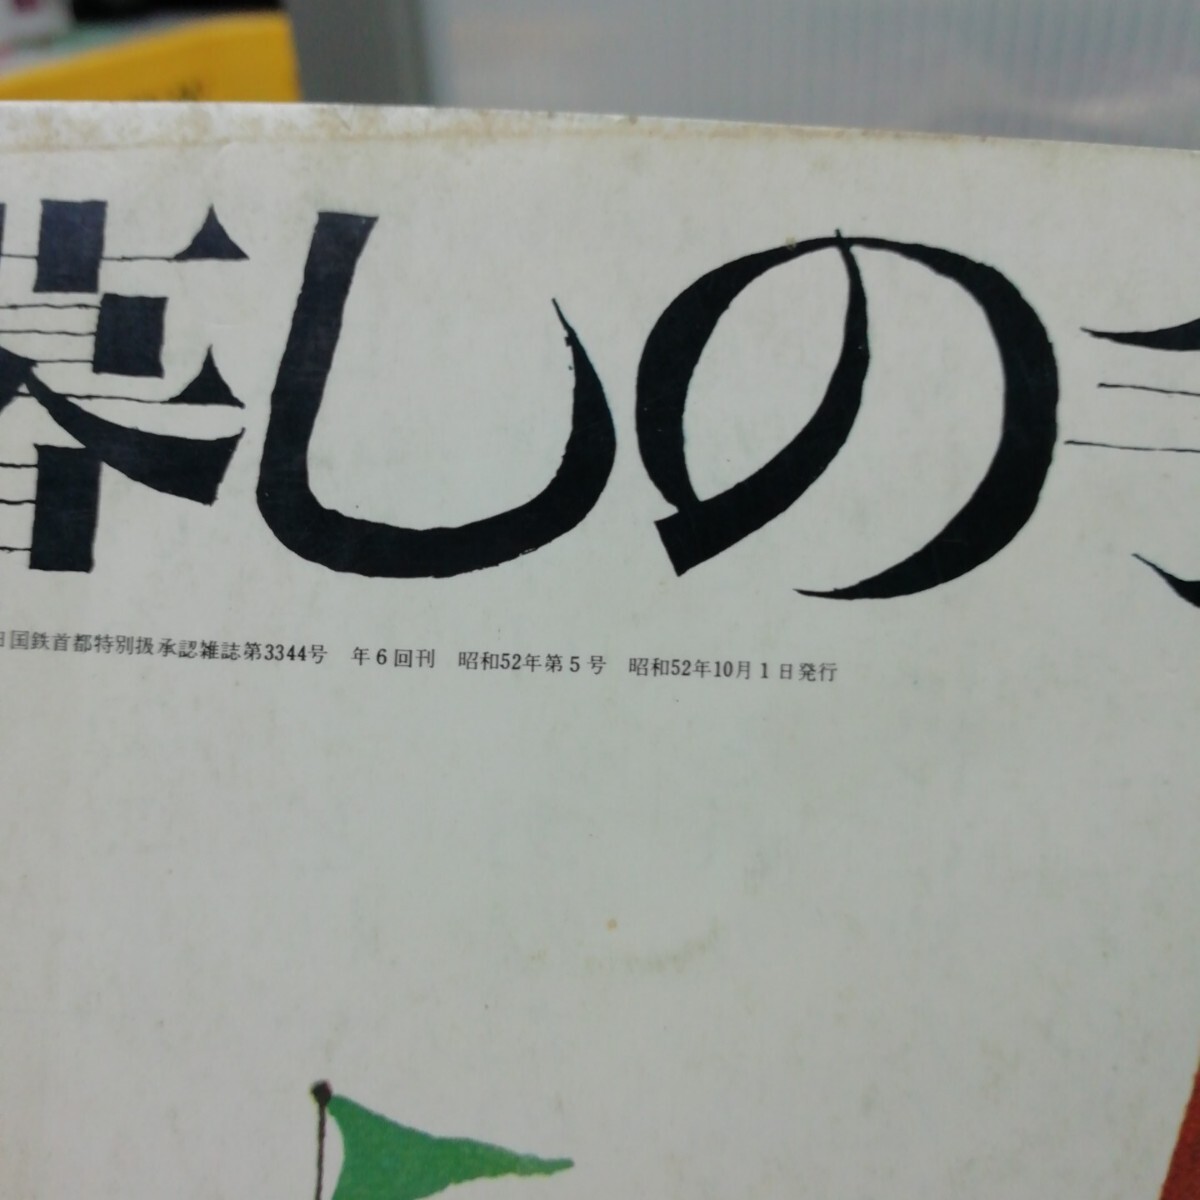 暮しの
日国鉄首都特別扱承認雑誌第3344号 年6回刊 昭和52年第5号 昭和52年10月1日発行